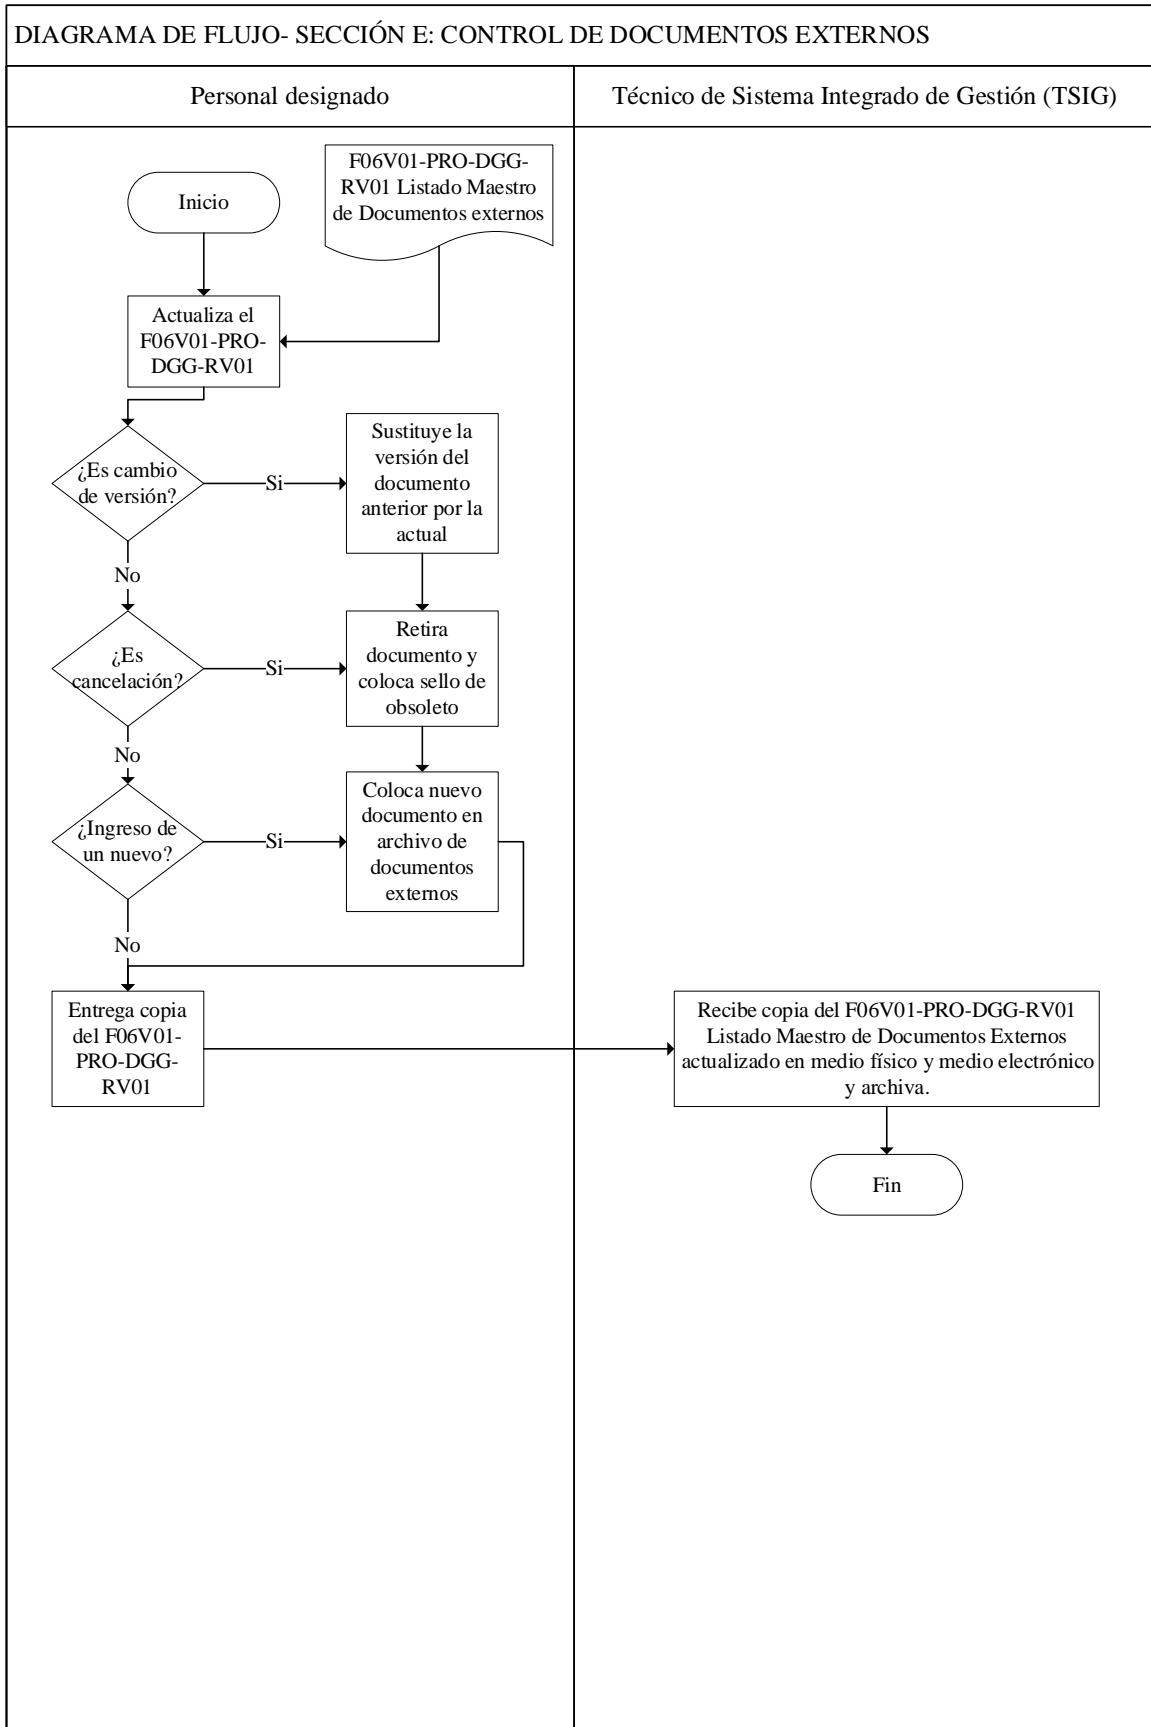 DIAGRAMA DE FLUJO- SECCIÓN E: CONTROL DE DOCUMENTOS EXTERNOS
Personal designado
Técnico de Sistema Integrado de Gestión (TSIG)
Inicio
F06V01-PRO-DGG-
RV01 Listado Maestro
de Documentos externos
Actualiza el
F06V01-PRO-
DGG-RV01
¿Es cambio
de versión?
Si
Sustituye la
versión del
documento
anterior por la
actual
No
¿Es
cancelación?
Si
Retira
documento y
coloca sello de
obsoleto
No
¿Ingreso de
un nuevo?
Si
Coloca nuevo
documento en
archivo de
documentos
externos
No
Entrega copia
del F06V01-
PRO-DGG-
RV01
Recibe copia del F06V01-PRO-DGG-RV01
Listado Maestro de Documentos Externos
actualizado en medio físico y medio electrónico
y archiva.
Fin